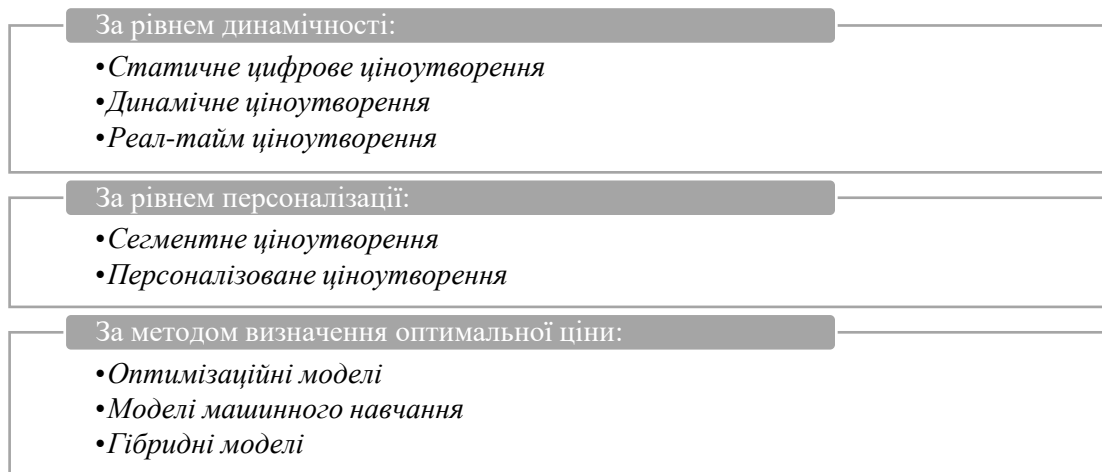 За рівнем динамічності:
•Статичне цифрове ціноутворення
•Динамічне ціноутворення
•Реал-тайм ціноутворення
За рівнем персоналізації:
•Сегментне ціноутворення
•Персоналізоване ціноутворення
За методом визначення оптимальної ціни:
•Оптимізаційні моделі
•Моделі машинного навчання
•Гібридні моделі